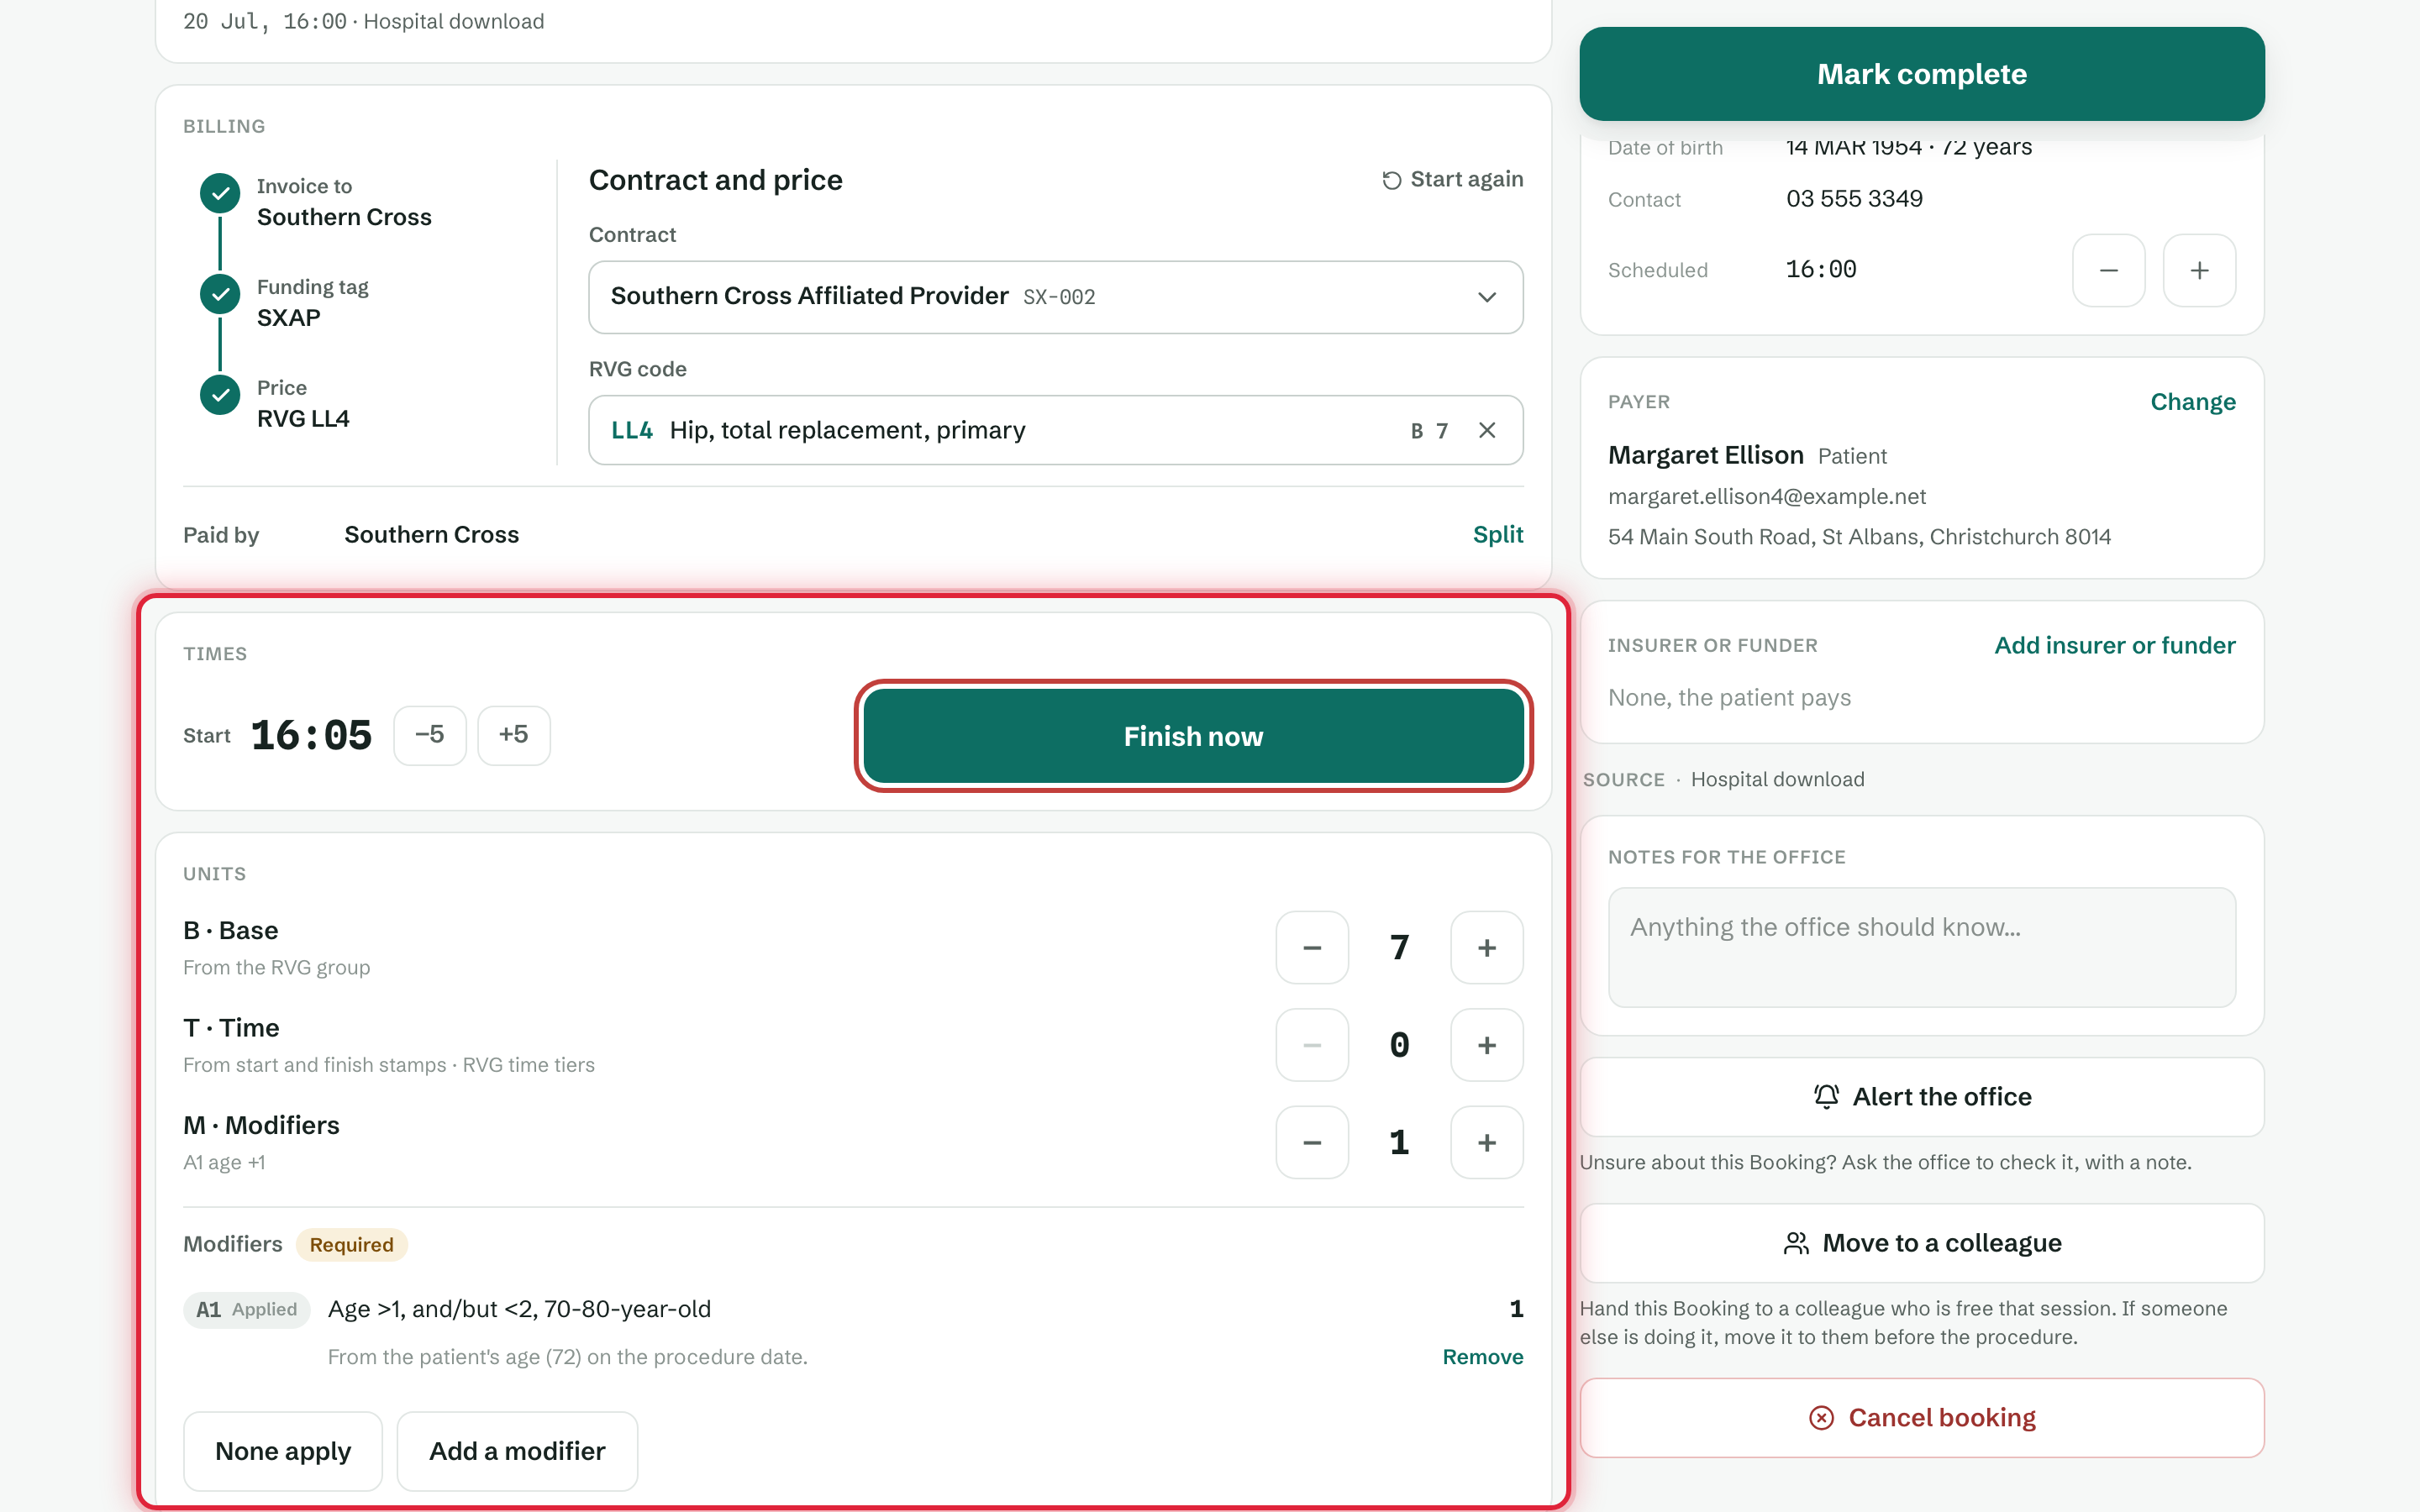 20 Jul, 16:00 · Hospital download
BILLING
Invoice to
Southern Cross
Funding tag
SXAP
Price
RVG LL4
Contract and price
Start again
Contract
Southern Cross Affiliated Provider SX-002
RVG code
LL4 Hip, total replacement, primary B 7
Paid by Southern Cross Split
TIMES
Start 16:05 −5 +5 Finish now
UNITS
B · Base
From the RVG group
− 7 +
T · Time
From start and finish stamps · RVG time tiers
− 0 +
M · Modifiers
A1 age +1
− 1 +
Modifiers Required
A1 Applied Age >1, and/but <2, 70-80-year-old 1
From the patient's age (72) on the procedure date. Remove
None apply Add a modifier
Mark complete
Date of birth 14 MAR 1954 · 72 years
Contact 03 555 3349
Scheduled 16:00 − +
PAYER Change
Margaret Ellison Patient
margaret.ellison4@example.net
54 Main South Road, St Albans, Christchurch 8014
INSURER OR FUNDER Add insurer or funder
None, the patient pays
SOURCE · Hospital download
NOTES FOR THE OFFICE
Anything the office should know...
Alert the office
Unsure about this Booking? Ask the office to check it, with a note.
Move to a colleague
Hand this Booking to a colleague who is free that session. If someone
else is doing it, move it to them before the procedure.
Cancel booking